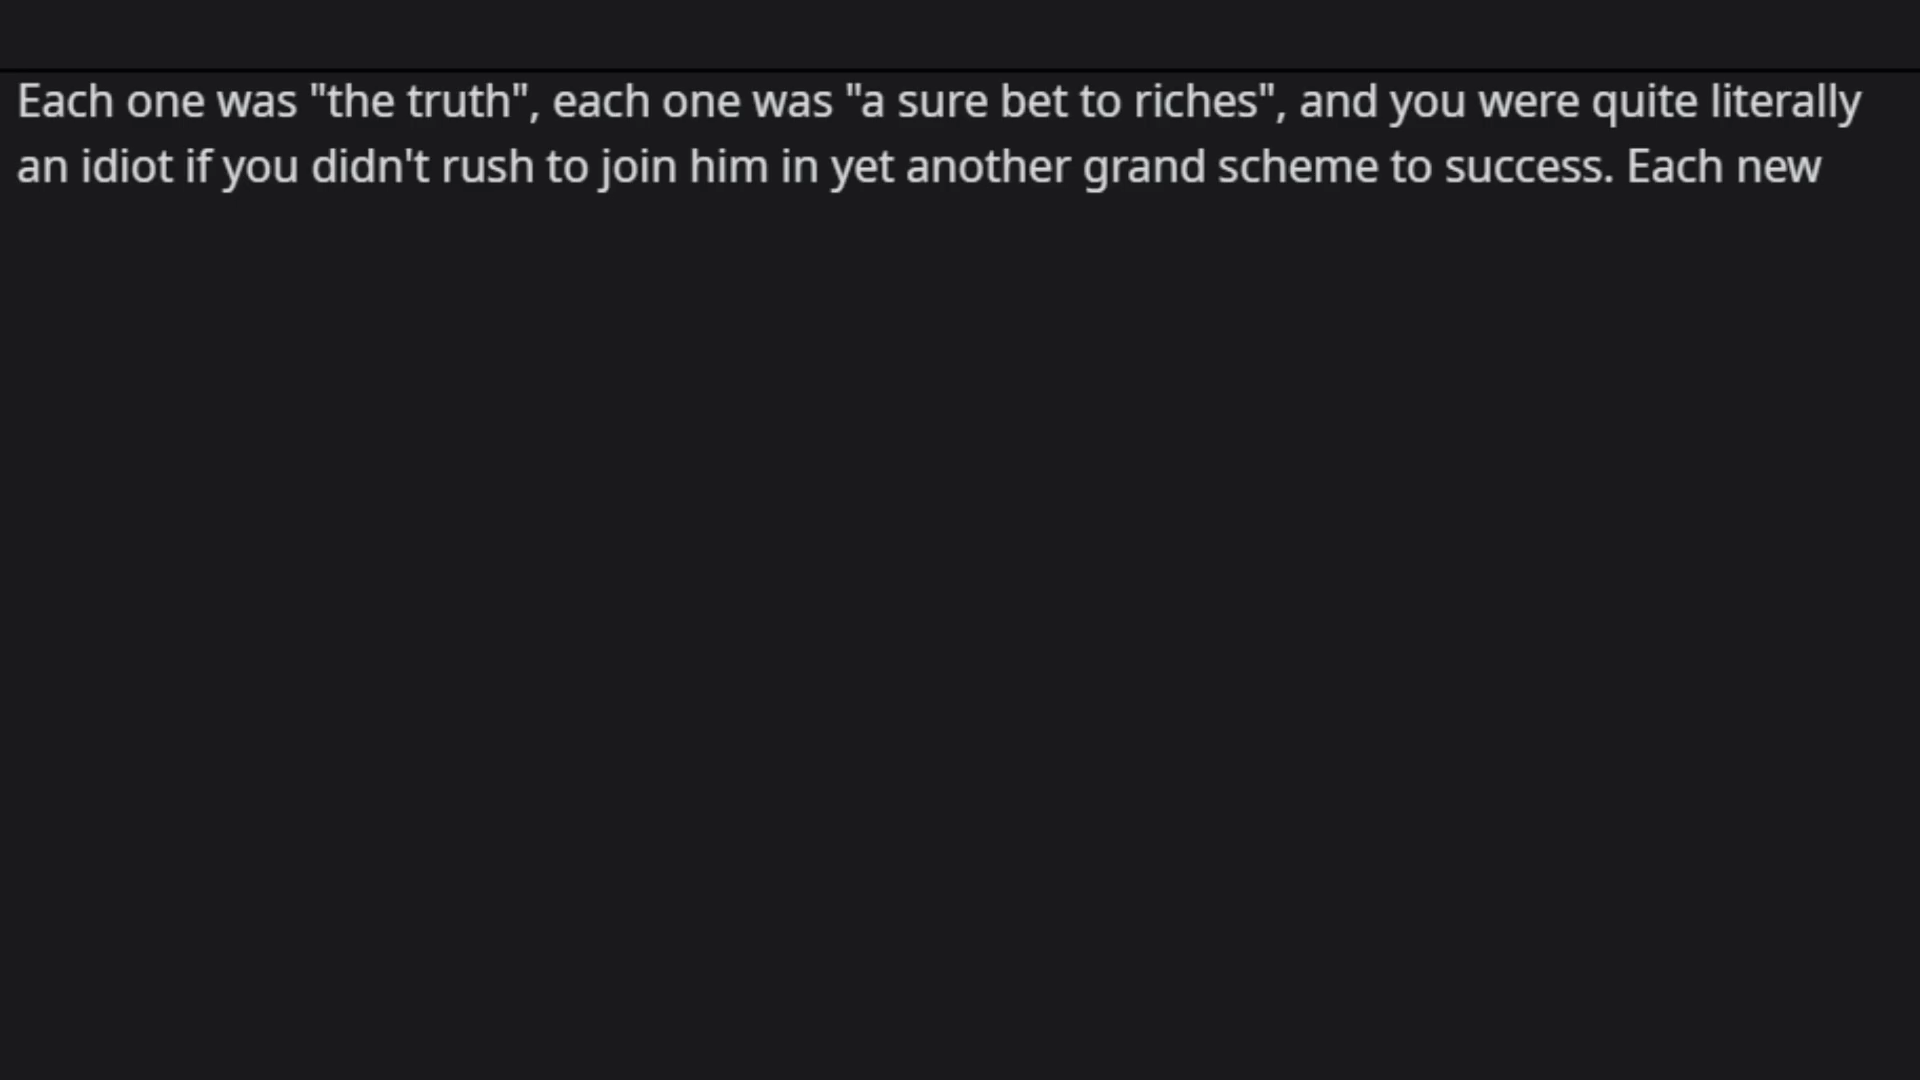 Each one was "the truth", each one was "a sure bet to riches", and you were quite literally
an idiot if you didn't rush to join him in yet another grand scheme to success. Each new